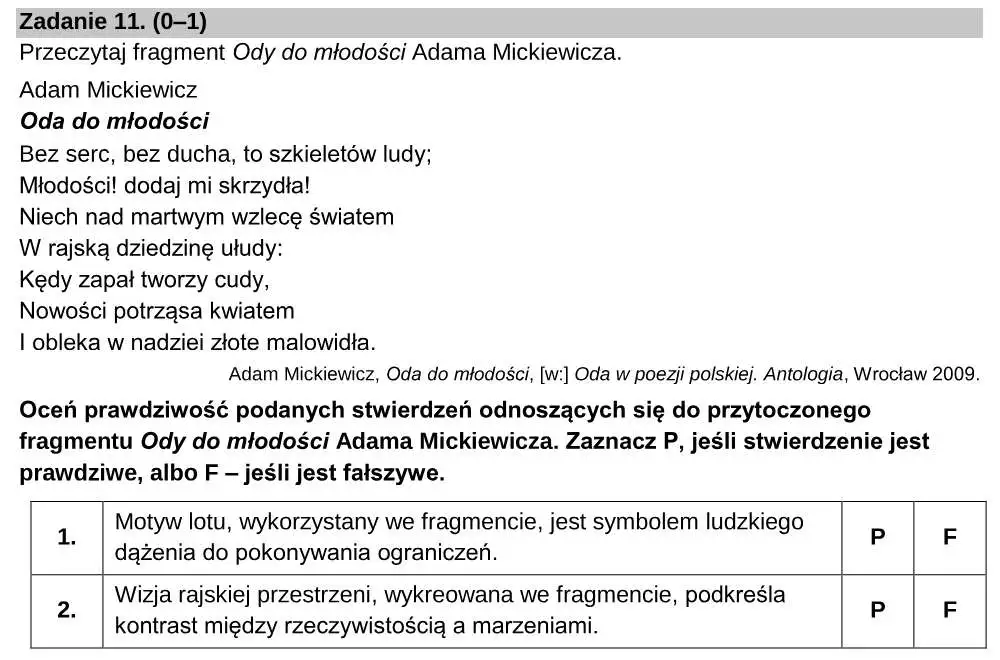 Zadanie 11. (0–1)
Przeczytaj fragment Ody do młodości Adama Mickiewicza.
Adam Mickiewicz
Oda do młodości
Bez serc, bez ducha, to szkieletów ludy;
Młodości! dodaj mi skrzydła!
Niech nad martwym wzlecę światem
W rajską dziedzinę ułudy:
Kędy zapał tworzy cudy,
Nowości potrząsa kwiatem
I obleka w nadziei złote malowidła.
Adam Mickiewicz, Oda do młodości, [w:] Oda w poezji polskiej. Antologia, Wrocław 2009.
Oceń prawdziwość podanych stwierdzeń odnoszących się do przytoczonego
fragmentu Ody do młodości Adama Mickiewicza. Zaznacz P, jeśli stwierdzenie jest
prawdziwe, albo F – jeśli jest fałszywe.
1. Motyw lotu, wykorzystany we fragmencie, jest symbolem ludzkiego
dążenia do pokonywania ograniczeń. P F
2. Wizja rajskiej przestrzeni, wykreowana we fragmencie, podkreśla
kontrast między rzeczywistością a marzeniami. P F